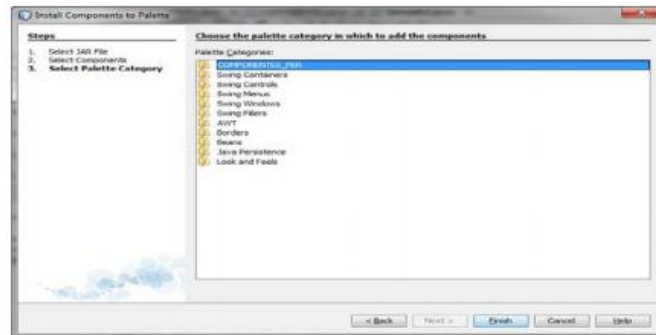 Install Components to Palette
Steps
1. Select JAR File
2. Select Components
3. Select Palette Category
Choose the palette category in which to add the components
Palette Categories:
COMPONENTES_PER
Swing Containers
Swing Controls
Swing Menus
Swing Windows
Swing Fillers
AWT
Borders
Beans
Java Persistence
Look and Feels
< Back
Next >
Finish
Cancel
Help